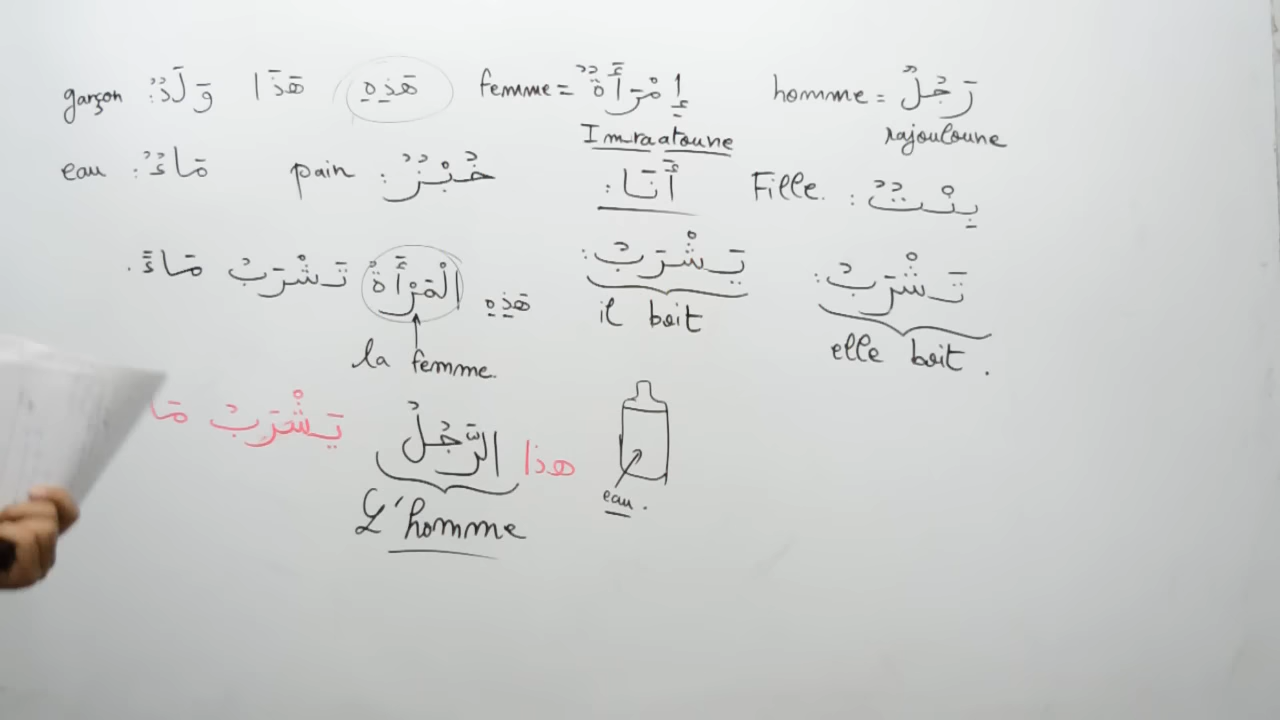 رَجُلٌ = homme إِمْرَأَةٌ = femme هَذِهِ هَذَا وَلَدٌ : garçon
rajouloune Imraatoune
بِنْتٌ : Fille. أَنَا : خُبْزٌ : pain مَاءٌ : eau
تَشْرَبُ : يَشْرَبُ : هَذِهِ الْمَرْأَةُ تَشْرَبُ مَاءً .
elle boit . il boit
la femme.
هذا الرَّجُلُ يَشْرَبُ
L'homme
eau .